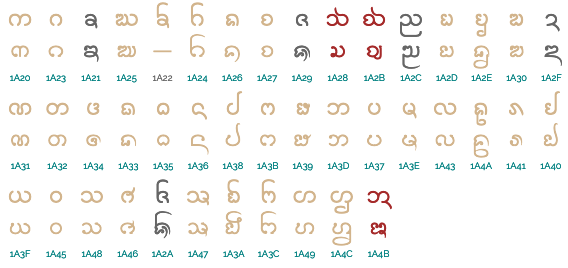 ᨠ ᨣ ᨡ ᨥ ᨢ ᨤ ᨦ ᨧ ᨩ ᨨ ᨫ ᨬ ᨭ ᨮ ᨰ ᨯ
ᨠ ᨣ ᨡ ᨥ — ᨤ ᨦ ᨧ ᨩ ᨨ ᨫ ᨬ ᨭ ᨮ ᨰ ᨯ
1A20 1A23 1A21 1A25 1A22 1A24 1A26 1A27 1A29 1A28 1A2B 1A2C 1A2D 1A2E 1A30 1A2F
ᨱ ᨲ ᨴ ᨳ ᨵ ᨶ ᨸ ᨻ ᨹ ᨽ ᨷ ᨾ ᩃ ᩊ ᩁ ᩀ
ᨱ ᨲ ᨴ ᨳ ᨵ ᨶ ᨸ ᨻ ᨹ ᨽ ᨷ ᨾ ᩃ ᩊ ᩁ ᩀ
1A31 1A32 1A34 1A33 1A35 1A36 1A38 1A3B 1A39 1A3D 1A37 1A3E 1A43 1A4A 1A41 1A40
ᨿ ᩅ ᩈ ᩆ ᨪ ᩇ ᨺ ᨼ ᩉ ᩌ ᩋ
ᨿ ᩅ ᩈ ᩆ ᨪ ᩇ ᨺ ᨼ ᩉ ᩌ ᩋ
1A3F 1A45 1A48 1A46 1A2A 1A47 1A3A 1A3C 1A49 1A4C 1A4B